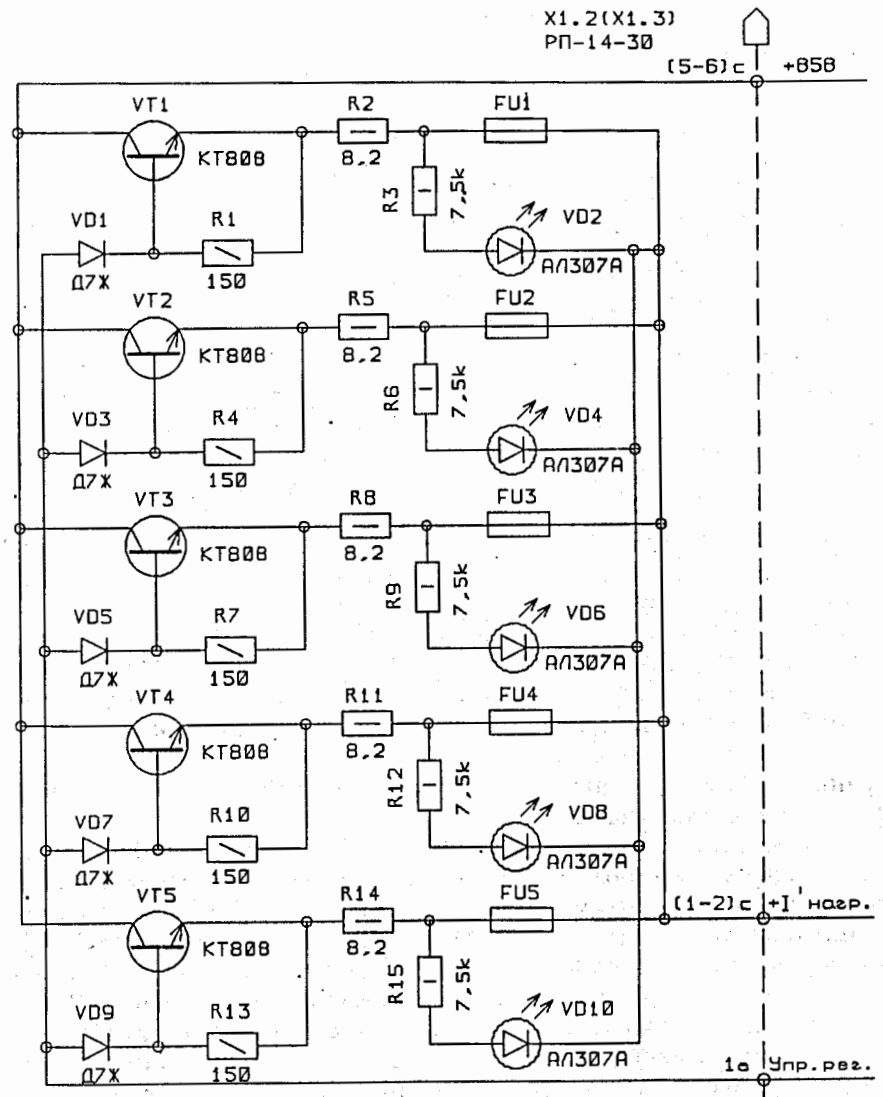 X1.2(X1.3)
РП-14-30
(5-6)с +85В
VT1 R2 FU1
КТ808
8,2
R3 7,5k
VD1 R1 VD2
Д7Ж 150 АЛ307А
VT2 R5 FU2
КТ808
8,2
R6 7,5k
VD3 R4 VD4
Д7Ж 150 АЛ307А
VT3 R8 FU3
КТ808
8,2
R9 7,5k
VD5 R7 VD6
Д7Ж 150 АЛ307А
VT4 R11 FU4
КТ808
8,2
R12 7,5k
VD7 R10 VD8
Д7Ж 150 АЛ307А
VT5 R14 FU5
(1-2)с +I' нагр.
КТ808
8,2
R15 7,5k
VD9 R13 VD10
Д7Ж 150 АЛ307А
1а Упр.рег.